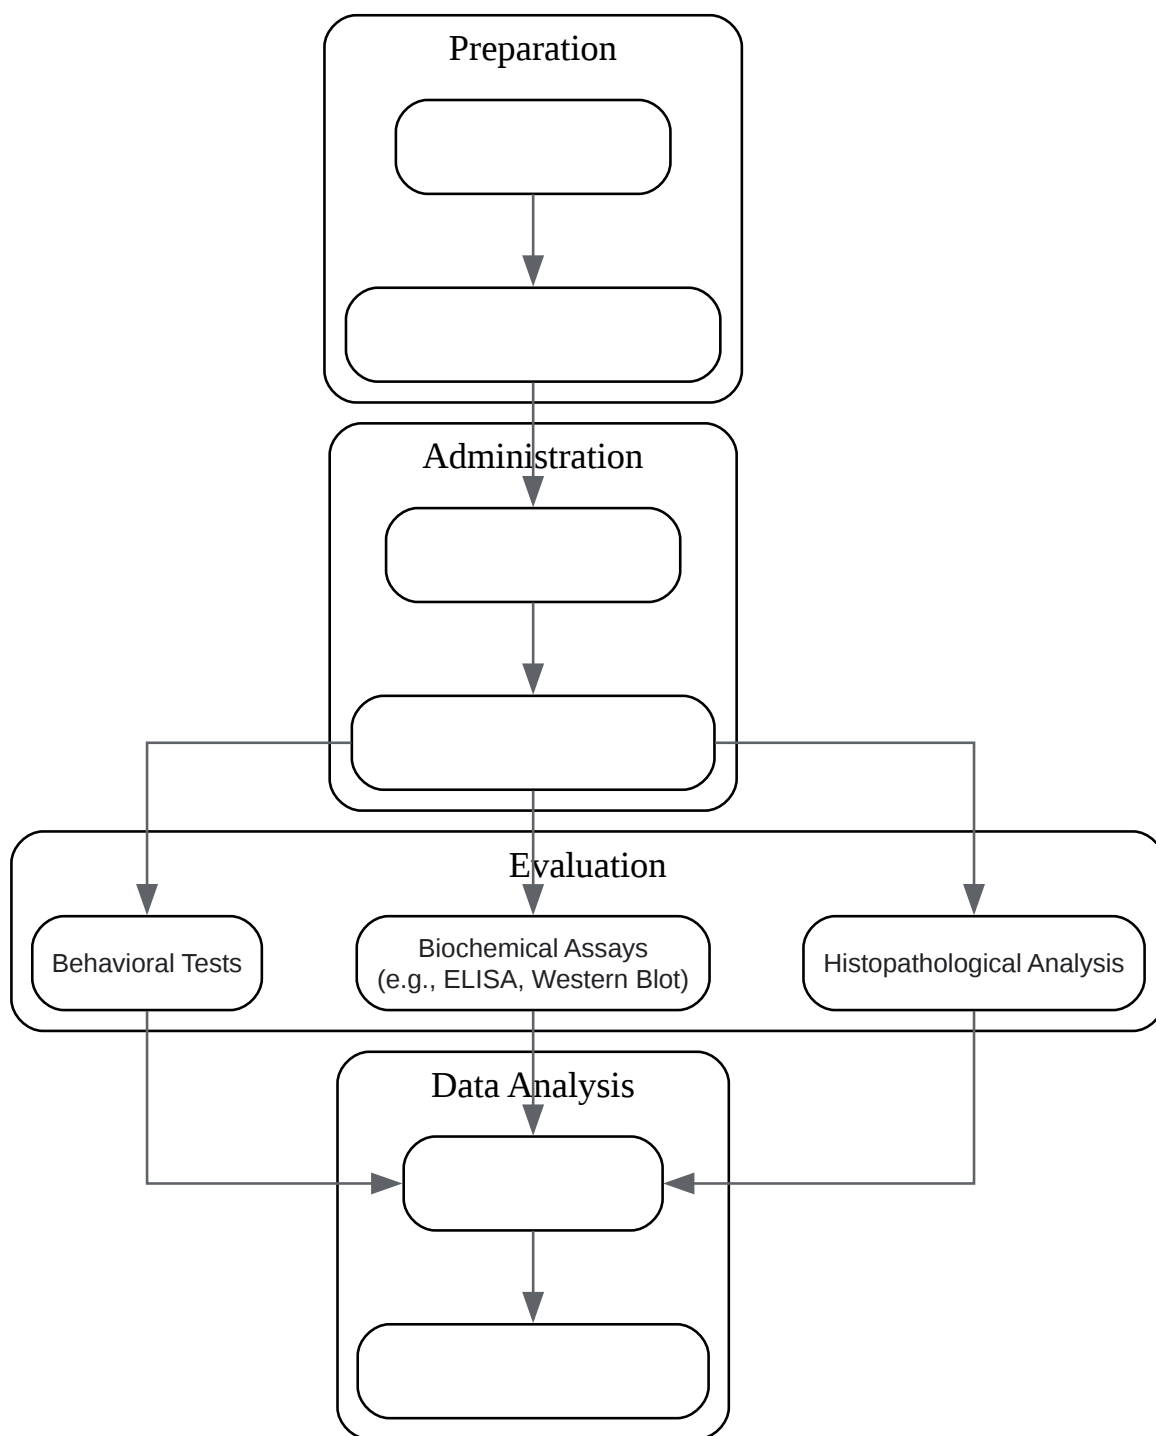 Preparation
Administration
Evaluation
Behavioral Tests
Biochemical Assays
(e.g., ELISA, Western Blot)
Histopathological Analysis
Data Analysis